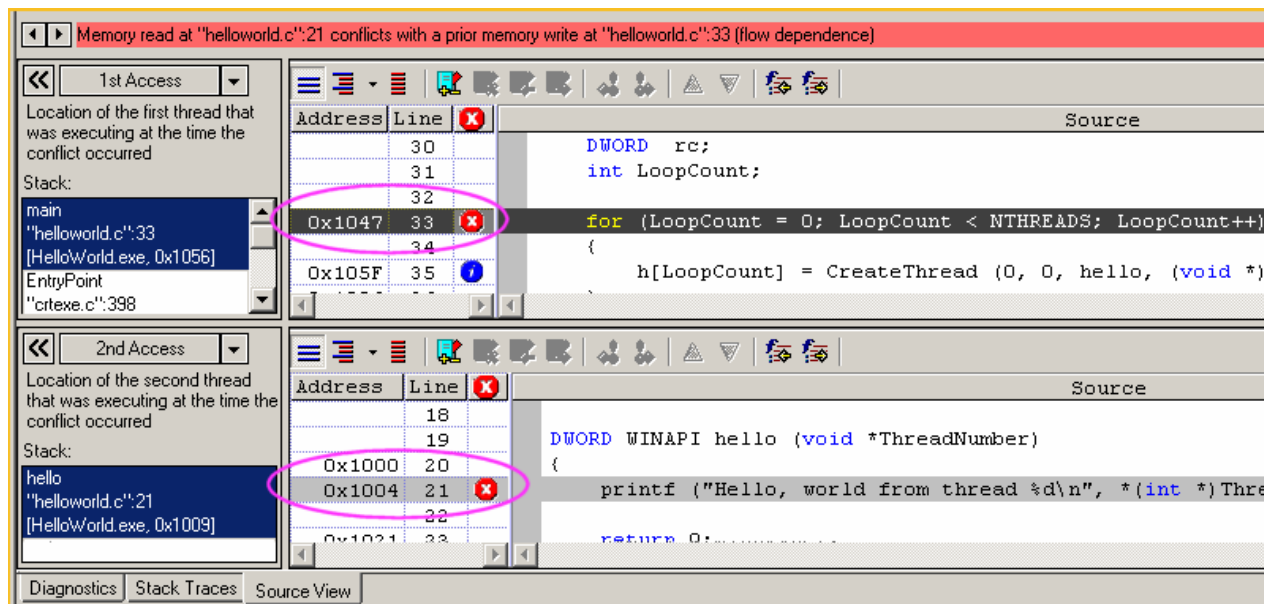 Memory read at "helloworld.c":21 conflicts with a prior memory write at "helloworld.c":33 (flow dependence)
1st Access
Location of the first thread that
was executing at the time the
conflict occurred
Stack:
main
"helloworld.c":33
[HelloWorld.exe, 0x1056]
EntryPoint
"crtexe.c":398
Address Line Source
30 DWORD rc;
31 int LoopCount;
32
0x1047 33 for (LoopCount = 0; LoopCount < NTHREADS; LoopCount++)
34 {
0x105F 35 h[LoopCount] = CreateThread (0, 0, hello, (void *)
2nd Access
Location of the second thread
that was executing at the time the
conflict occurred
Stack:
hello
"helloworld.c":21
[HelloWorld.exe, 0x1009]
Address Line Source
18
19 DWORD WINAPI hello (void *ThreadNumber)
0x1000 20 {
0x1004 21 printf ("Hello, world from thread %d\n", *(int *)Thre
22
0x1021 23 return 0;
Diagnostics Stack Traces Source View